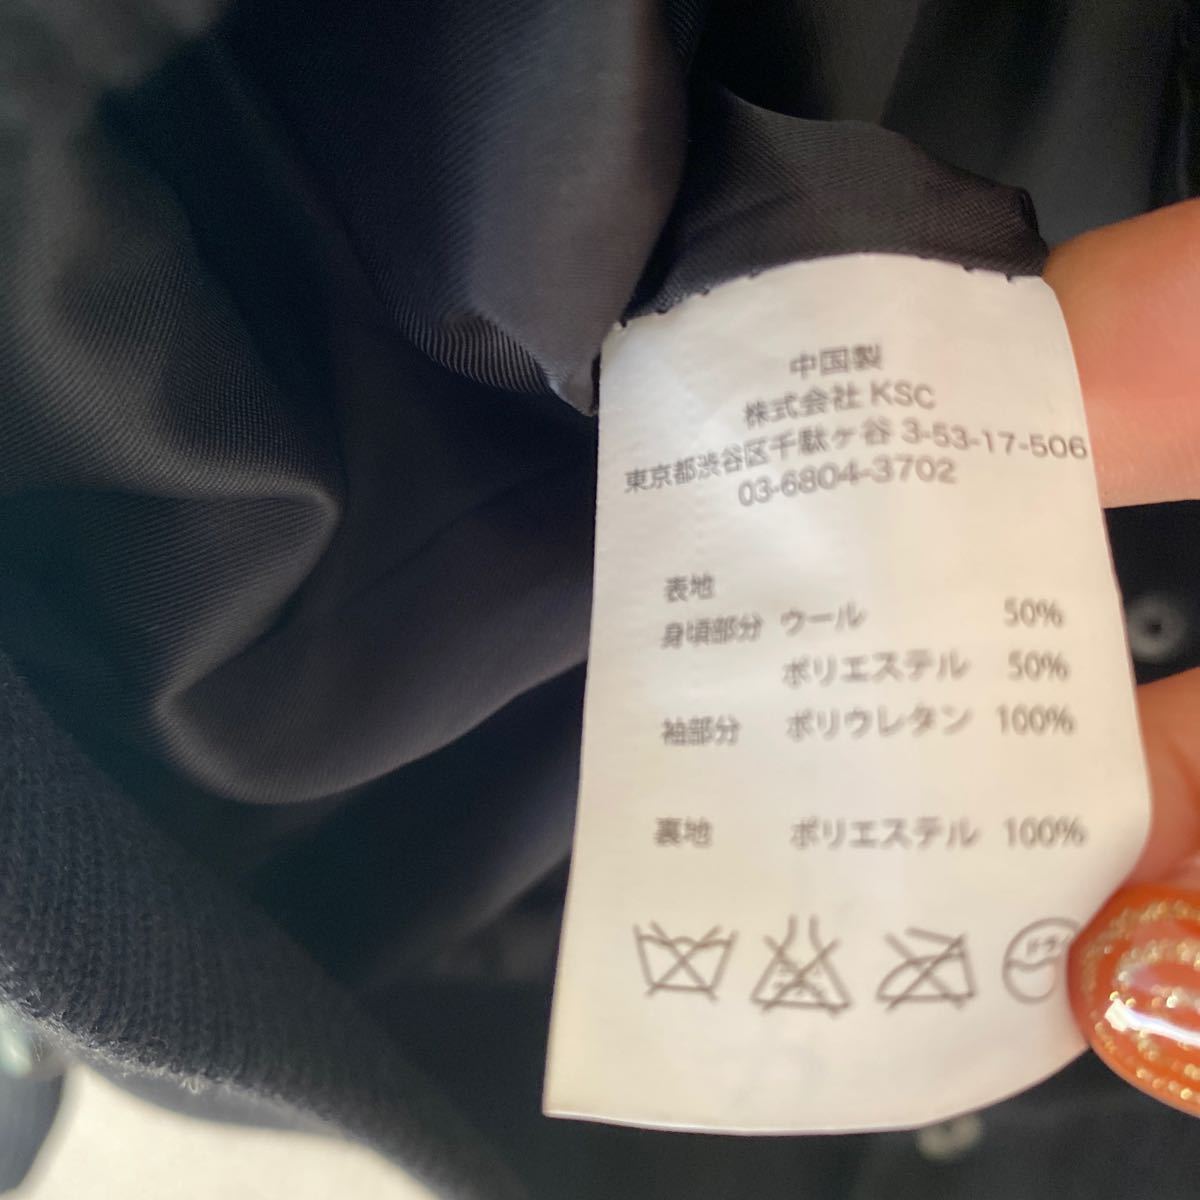 中国製
株式会社 KSC
東京都渋谷区千駄ヶ谷 3-53-17-506
03-6804-3702
表地
身頃部分 ウール 50%
ポリエステル 50%
袖部分 ポリウレタン 100%
裏地 ポリエステル 100%